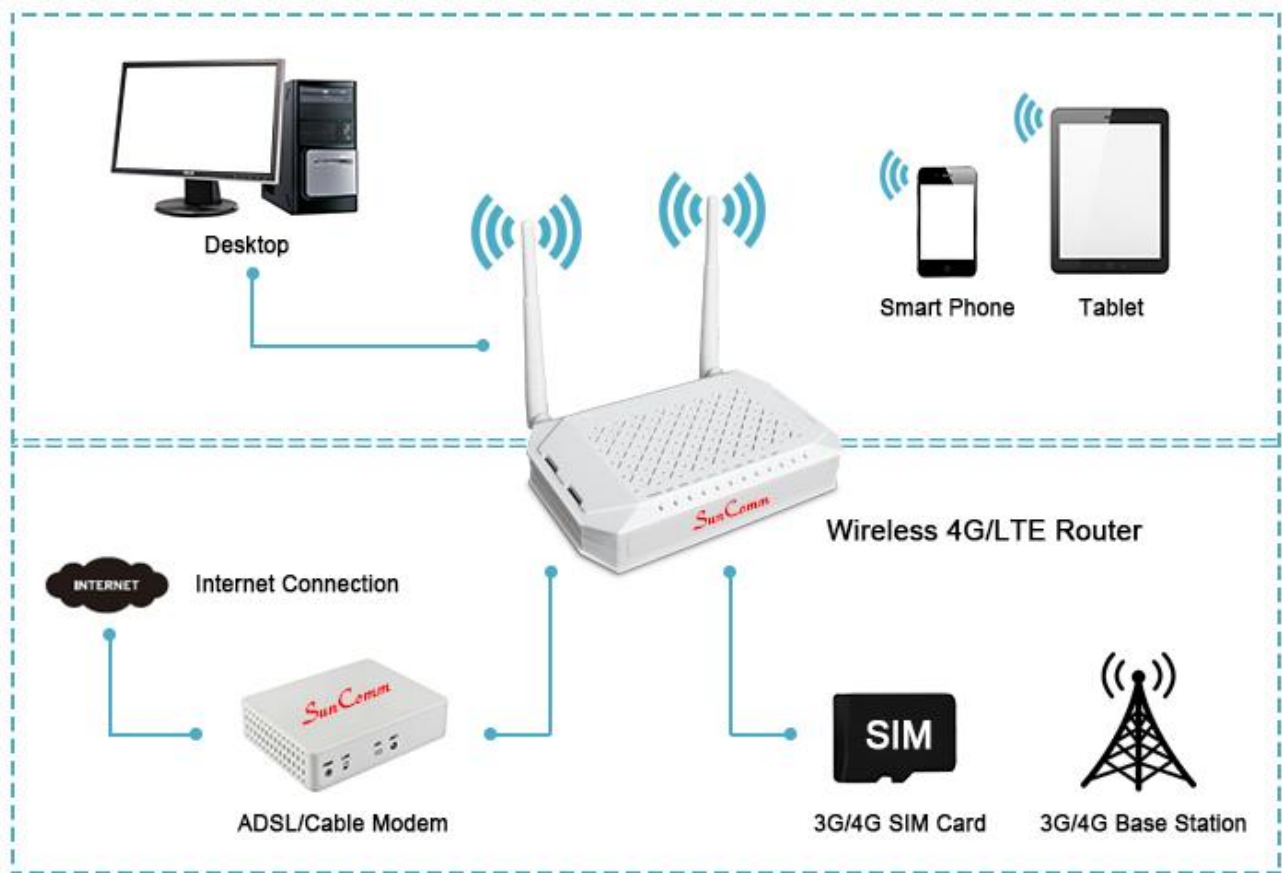 Desktop
Smart Phone
Tablet
SunComm
Wireless 4G/LTE Router
INTERNET
Internet Connection
SunComm
SIM
ADSL/Cable Modem
3G/4G SIM Card
3G/4G Base Station